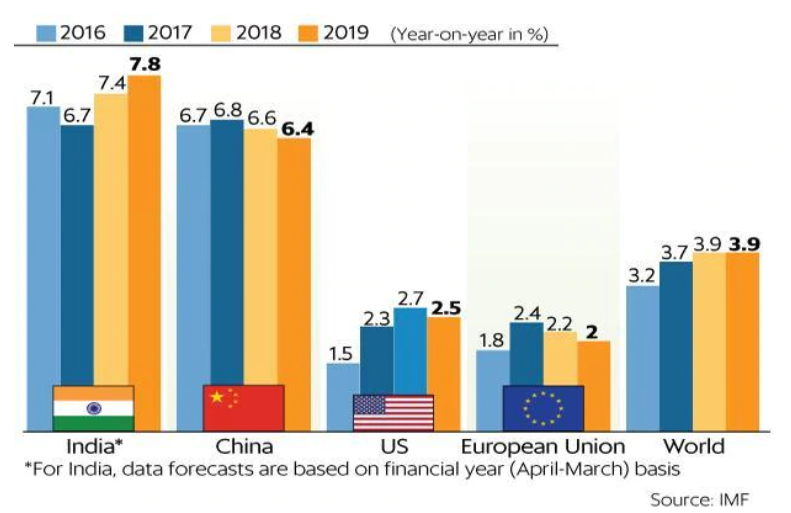 2016 2017 2018 2019 (Year-on-year in %)
7.1 6.7 7.4 7.8
6.7 6.8 6.6 6.4
1.5 2.3 2.7 2.5
1.8 2.4 2.2 2
3.2 3.7 3.9 3.9
India* China US European Union World
*For India, data forecasts are based on financial year (April-March) basis
Source: IMF